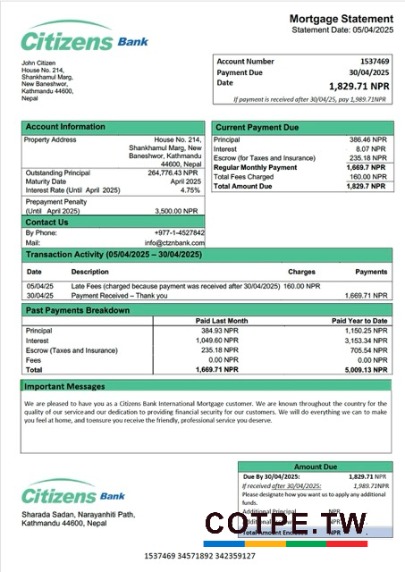 Citizens Bank
Mortgage Statement
Statement Date: 05/04/2025
John Citizen
House No. 214,
Shankhamul Marg,
New Baneshwor,
Kathmandu 44600,
Nepal
Account Number 1537469
Payment Due 30/04/2025
Date 1,829.71 NPR
If payment is received after 30/04/25, pay 1,989.71NPR
Account Information
Property Address House No. 214,
Shankhamul Marg, New
Baneshwor, Kathmandu
44600, Nepal
Outstanding Principal 264,776.43 NPR
Maturity Date April 2025
Interest Rate (Until April 2025) 4.75%
Prepayment Penalty
(Until April 2025) 3,500.00 NPR
Contact Us
By Phone: +977-1-4527842
Mail: info@ctznbank.com
Current Payment Due
Principal 386.46 NPR
Interest 8.07 NPR
Escrow (for Taxes and Insurance) 235.18 NPR
Regular Monthly Payment 1,669.7 NPR
Total Fees Charged 160.00 NPR
Total Amount Due 1,829.7 NPR
Transaction Activity (05/04/2025 – 30/04/2025)
Date Description Charges Payments
05/04/25 Late Fees (charged because payment was received after 30/04/2025) 160.00 NPR
30/04/25 Payment Received – Thank you 1,669.71 NPR
Past Payments Breakdown
Paid Last Month Paid Year to Date
Principal 384.93 NPR 1,150.25 NPR
Interest 1,049.60 NPR 3,153.34 NPR
Escrow (Taxes and Insurance) 235.18 NPR 705.54 NPR
Fees 0.00 NPR 0.00 NPR
Total 1,669.71 NPR 5,009.13 NPR
Important Messages
We are pleased to have you as a Citizens Bank International Mortgage customer. We are known throughout the country for the
quality of our service and our dedication to providing financial security for our customers. We will do everything we can to make
you feel at home, and toensure you receive the friendly, professional service you deserve.
Citizens Bank
Sharada Sadan, Narayanhiti Path,
Kathmandu 44600, Nepal
Amount Due
Due By 30/04/2025: 1,829.71 NPR
If received after 30/04/2025: 1,989.71NPR
Please designate how you want us to apply any additional
funds.
COTPE.TW
1537469 34571892 342359127